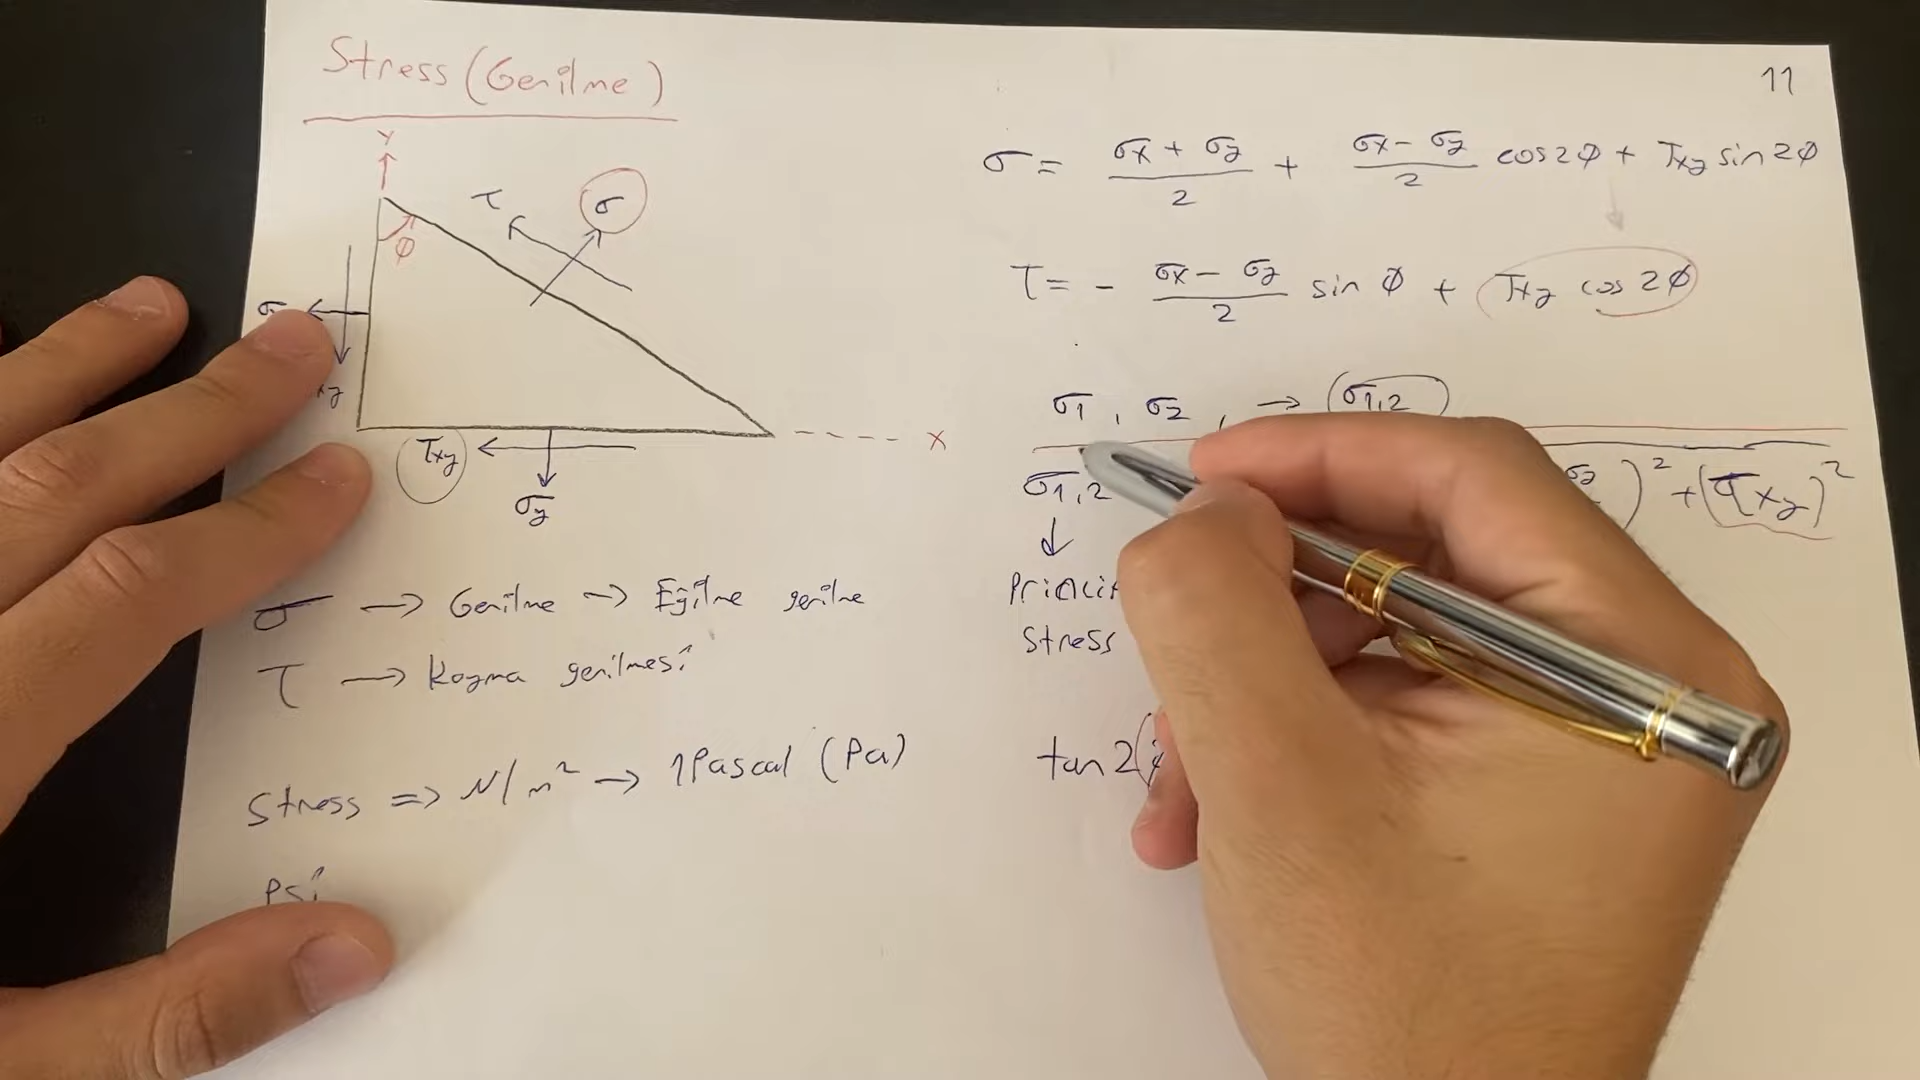 Stress (Gerilme)
11
Y
τ
σ
φ
τxy
σy
X
σ → Gerilme → Eğilme gerilme
τ → Kayma gerilmesi
Stress => N/m² → 1 Pascal (Pa)
Psi
σ = σx + σy / 2 + σx - σy / 2 cos2φ + τxy sin2φ
τ = - σx - σy / 2 sin φ + τxy cos 2φ
σ1 , σ2 , → σ1,2
σ1,2
)² + (τxy)²
↓
Stress
tan 2